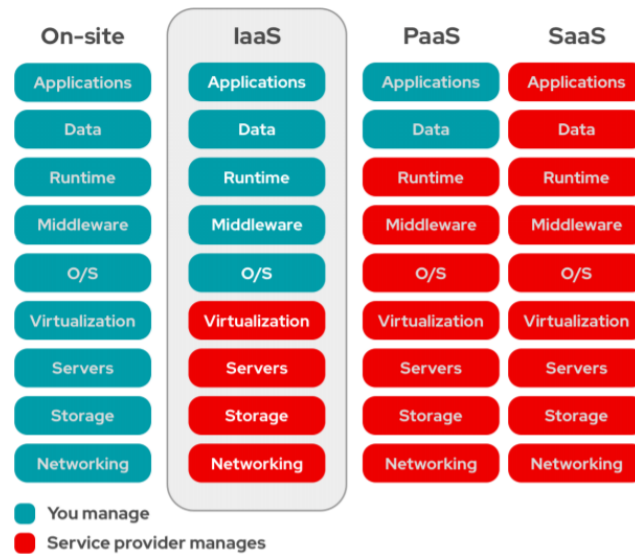 On-site IaaS PaaS SaaS
Applications Applications Applications Applications
Data Data Data Data
Runtime Runtime Runtime Runtime
Middleware Middleware Middleware Middleware
O/S O/S O/S O/S
Virtualization Virtualization Virtualization Virtualization
Servers Servers Servers Servers
Storage Storage Storage Storage
Networking Networking Networking Networking
You manage
Service provider manages